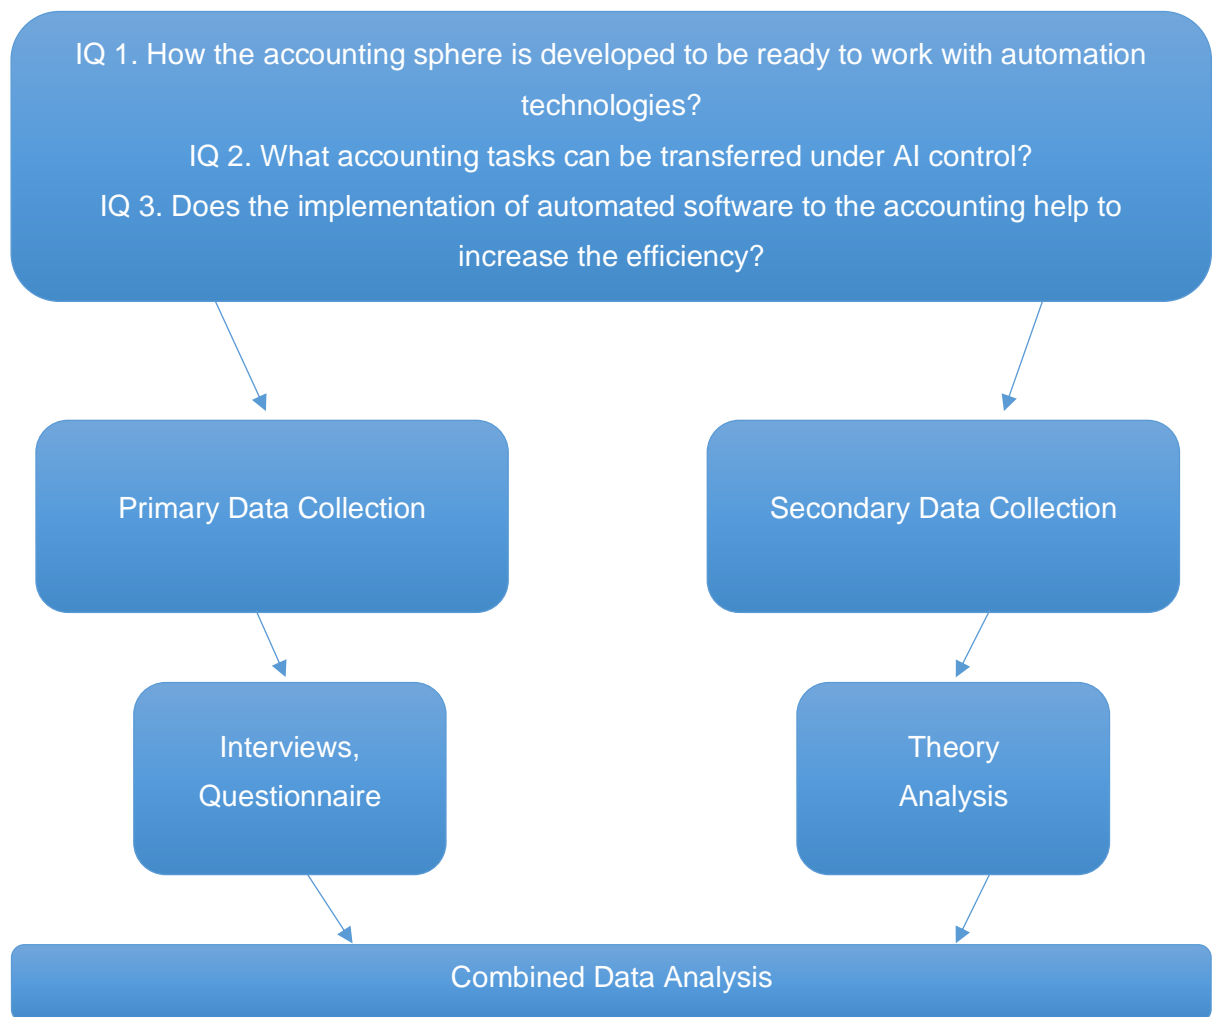 IQ 1. How the accounting sphere is developed to be ready to work with automation
technologies?
IQ 2. What accounting tasks can be transferred under AI control?
IQ 3. Does the implementation of automated software to the accounting help to
increase the efficiency?
Primary Data Collection
Secondary Data Collection
Interviews,
Questionnaire
Theory
Analysis
Combined Data Analysis